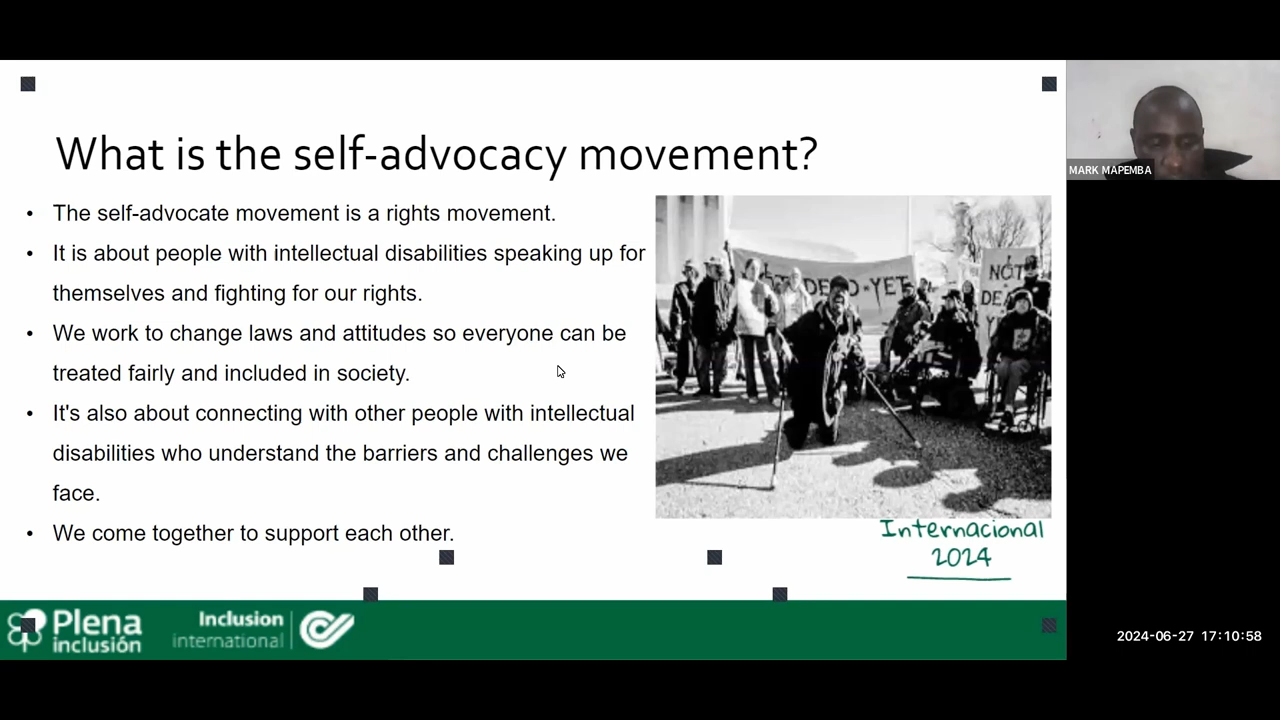 What is the self-advocacy movement?
• The self-advocate movement is a rights movement.
• It is about people with intellectual disabilities speaking up for
themselves and fighting for our rights.
• We work to change laws and attitudes so everyone can be
treated fairly and included in society.
• It's also about connecting with other people with intellectual
disabilities who understand the barriers and challenges we
face.
• We come together to support each other.
NOT
Internacional
2024
Plena
inclusión
Inclusion
international
MARK MAPEMBA
2024-06-27 17:10:58